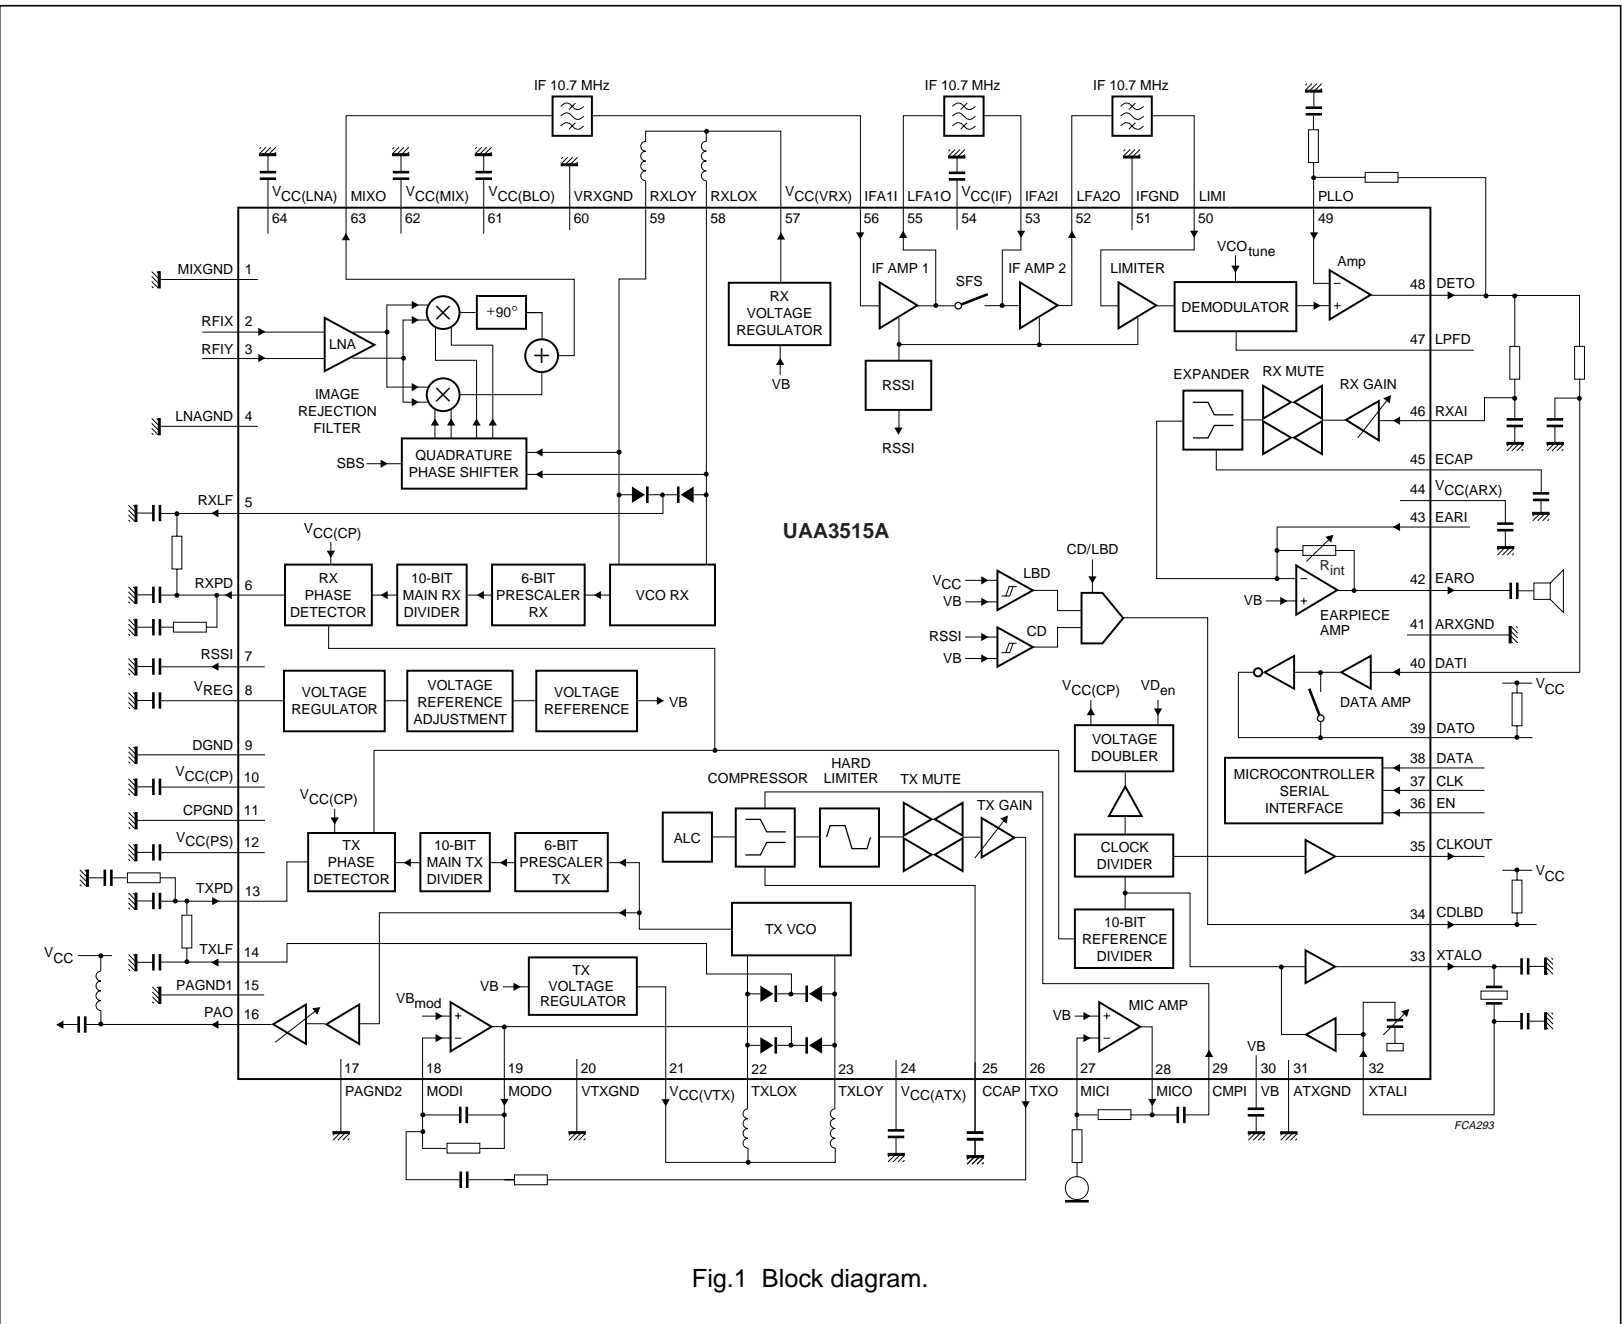 IF 10.7 MHz
IF 10.7 MHz
IF 10.7 MHz
VCC(LNA)
MIXO
VCC(MIX)
VCC(BLO)
VRXGND
RXLOY
RXLOX
VCC(VRX)
IFA1I
LFA1O
VCC(IF)
IFA2I
LFA2O
IFGND
LIMI
PLLO
64
63
62
61
60
59
58
57
56
55
54
53
52
51
50
49
MIXGND 1
RFIX 2
RFIY 3
LNAGND 4
RXLF 5
RXPD 6
RSSI 7
VREG 8
DGND 9
VCC(CP) 10
CPGND 11
VCC(PS) 12
TXPD 13
TXLF 14
PAGND1 15
PAO 16
VCC
LNA
+90°
+
IMAGE
REJECTION
FILTER
SBS
QUADRATURE
PHASE SHIFTER
RX
VOLTAGE
REGULATOR
VB
IF AMP 1
SFS
IF AMP 2
RSSI
RSSI
LIMITER
VCOtune
DEMODULATOR
Amp
−
+
48 DETO
47 LPFD
EXPANDER
RX MUTE
RX GAIN
46 RXAI
45 ECAP
44 VCC(ARX)
43 EARI
42 EARO
41 ARXGND
40 DATI
39 DATO
38 DATA
37 CLK
36 EN
35 CLKOUT
34 CDLBD
33 XTALO
VCC
VCC
UAA3515A
VCC(CP)
RX
PHASE
DETECTOR
10-BIT
MAIN RX
DIVIDER
6-BIT
PRESCALER
RX
VCO RX
CD/LBD
VCC
VB
LBD
RSSI
VB
CD
Rint
−
+
VB
EARPIECE
AMP
DATA AMP
VOLTAGE
REGULATOR
VOLTAGE
REFERENCE
ADJUSTMENT
VOLTAGE
REFERENCE
VB
VCC(CP)
VDen
VOLTAGE
DOUBLER
MICROCONTROLLER
SERIAL
INTERFACE
COMPRESSOR
HARD
LIMITER
TX MUTE
TX GAIN
ALC
CLOCK
DIVIDER
10-BIT
REFERENCE
DIVIDER
VCC(CP)
TX
PHASE
DETECTOR
10-BIT
MAIN TX
DIVIDER
6-BIT
PRESCALER
TX
TX VCO
VB
TX
VOLTAGE
REGULATOR
VBmod
+
−
VB
+
−
MIC AMP
VB
17
18
19
20
21
22
23
24
25
26
27
28
29
30
31
32
PAGND2
MODI
MODO
VTXGND
VCC(VTX)
TXLOX
TXLOY
VCC(ATX)
CCAP
TXO
MICI
MICO
CMPI
VB
ATXGND
XTALI
FCA293
Fig.1 Block diagram.